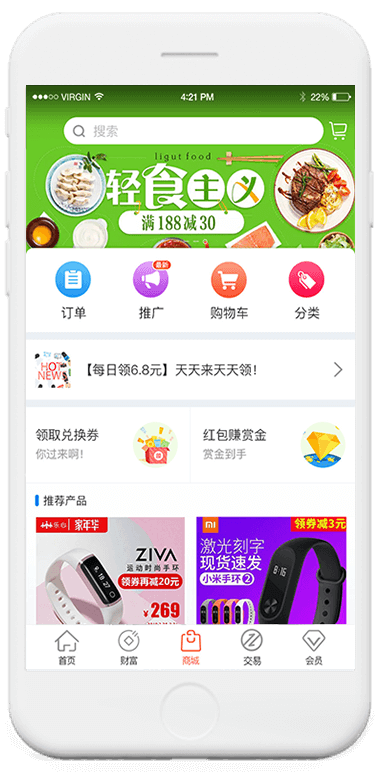 VIRGIN
4:21 PM
22%
搜索
ligut food
轻食主义
满188减30
订单
推广
最新
购物车
分类
HOT
NEW
【每日领6.8元】天天来天天领!
领取兑换券
你过来啊!
红包赚赏金
赏金到手
推荐产品
乐心 家年华
ZIVA
运动时尚手环
领券再减20元
¥269
mi
领券减3元
激光刻字
现货速发
小米手环2
首页
财富
商城
交易
会员